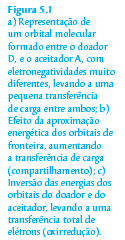 Figura 5.1
a) Representação de
um orbital molecular
formado entre o doador
D, e o aceitador A, com
eletronegatividades muito
diferentes, levando a uma
pequena transferência
de carga entre ambos; b)
Efeito da aproximação
energética dos orbitais de
fronteira, aumentando
a transferência de carga
(compartilhamento); c)
Inversão das energias dos
orbitais do doador e do
aceitador, levando a uma
transferência total de
elétrons (oxirredução).